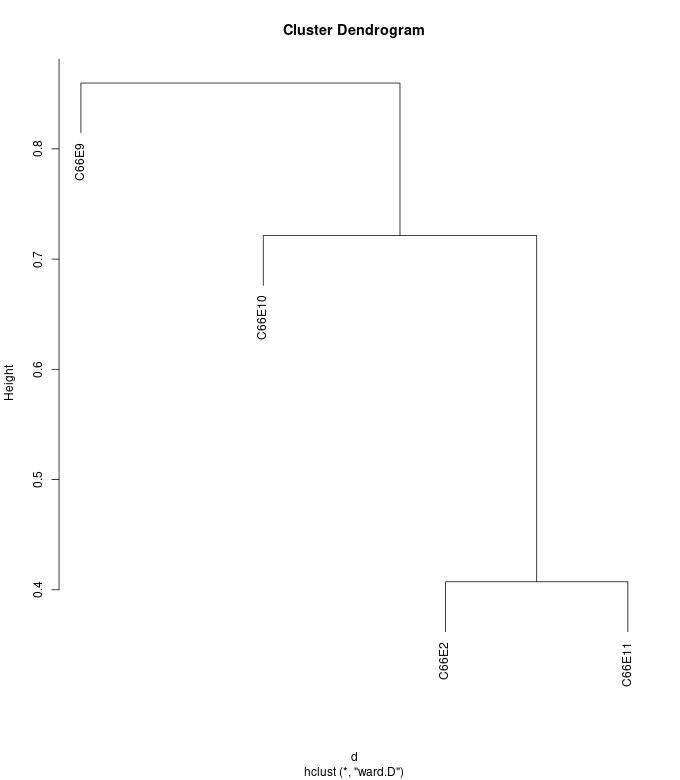 Cluster Dendrogram
0.8
0.7
0.6
0.5
0.4
Height
C66E9
C66E10
C66E2
C66E11
d
hclust (*, "ward.D")